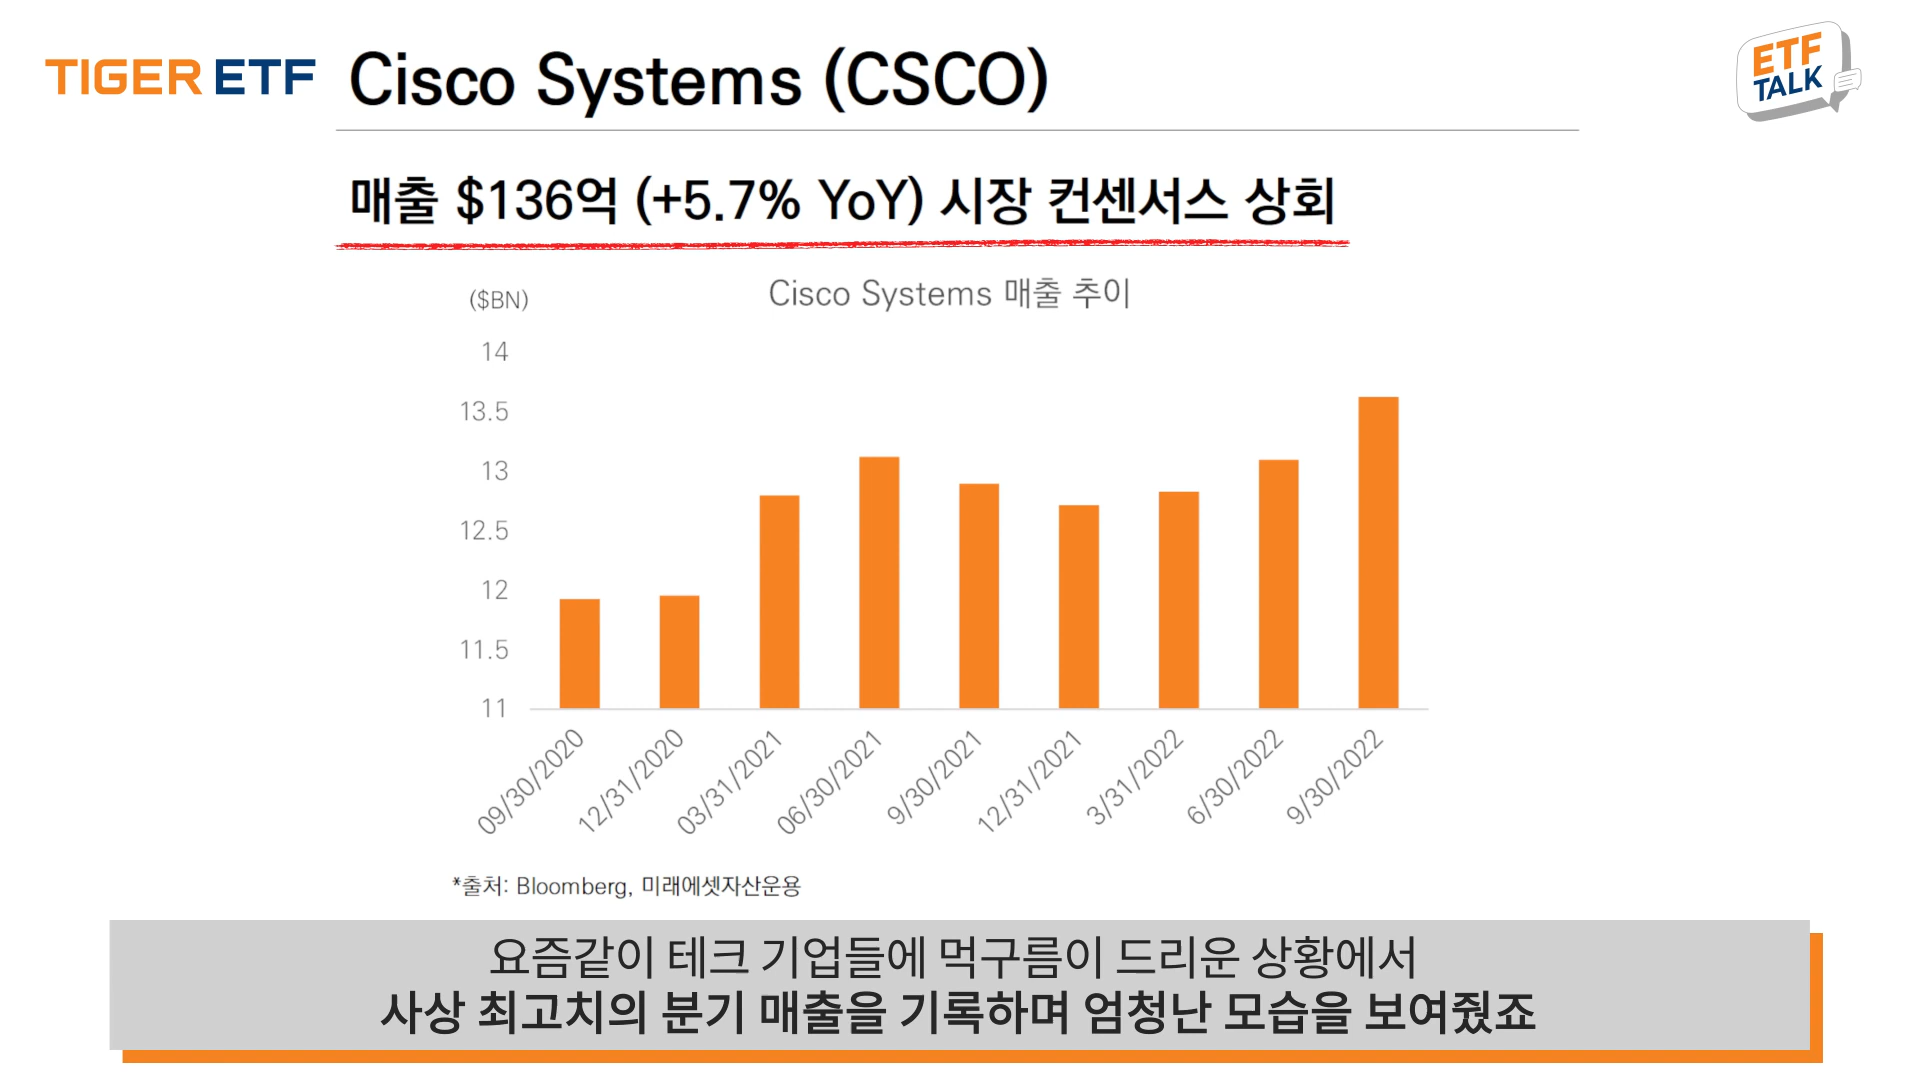 TIGER ETF
Cisco Systems (CSCO)
ETF
TALK
매출 $136억 (+5.7% YoY) 시장 컨센서스 상회
($BN)
Cisco Systems 매출 추이
14
13.5
13
12.5
12
11.5
11
09/30/2020
12/31/2020
03/31/2021
06/30/2021
9/30/2021
12/31/2021
3/31/2022
6/30/2022
9/30/2022
*출처: Bloomberg, 미래에셋자산운용
요즘같이 테크 기업들에 먹구름이 드리운 상황에서
사상 최고치의 분기 매출을 기록하며 엄청난 모습을 보여줬죠